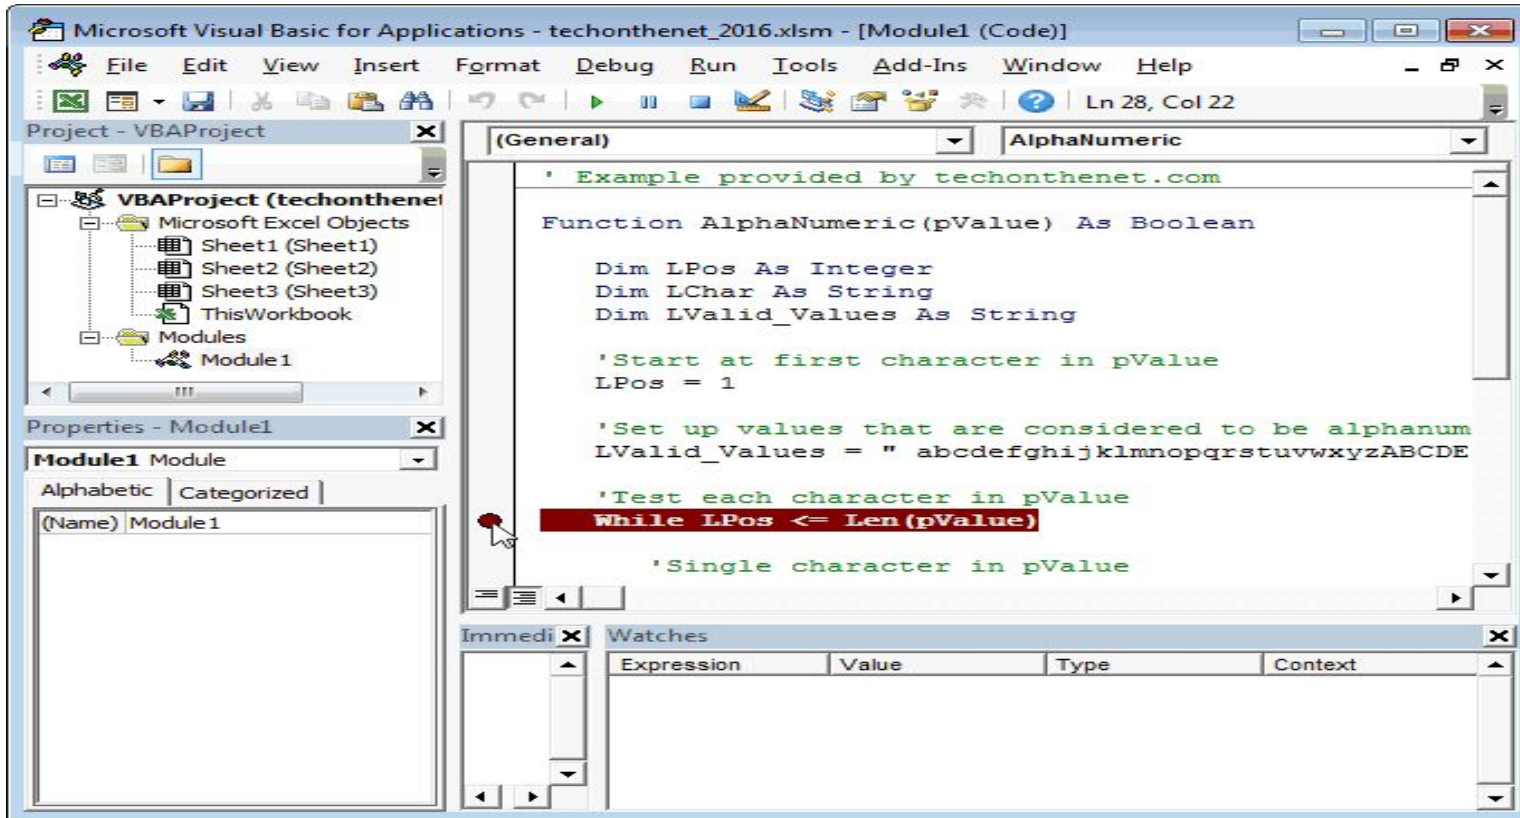 Microsoft Visual Basic for Applications - techonthenet_2016.xlsm - [Module1 (Code)]
File Edit View Insert Format Debug Run Tools Add-Ins Window Help
Ln 28, Col 22
Project - VBAProject
VBAProject (techonthenet
Microsoft Excel Objects
Sheet1 (Sheet1)
Sheet2 (Sheet2)
Sheet3 (Sheet3)
ThisWorkbook
Modules
Module1
Properties - Module1
Module1 Module
Alphabetic Categorized
(Name) Module1
(General) AlphaNumeric
' Example provided by techonthenet.com
Function AlphaNumeric(pValue) As Boolean
Dim LPos As Integer
Dim LChar As String
Dim LValid_Values As String
'Start at first character in pValue
LPos = 1
'Set up values that are considered to be alphanum
LValid_Values = " abcdefghijklmnopqrstuvwxyzABCDE
'Test each character in pValue
While LPos <= Len(pValue)
'Single character in pValue
Immedi
Watches
Expression Value Type Context